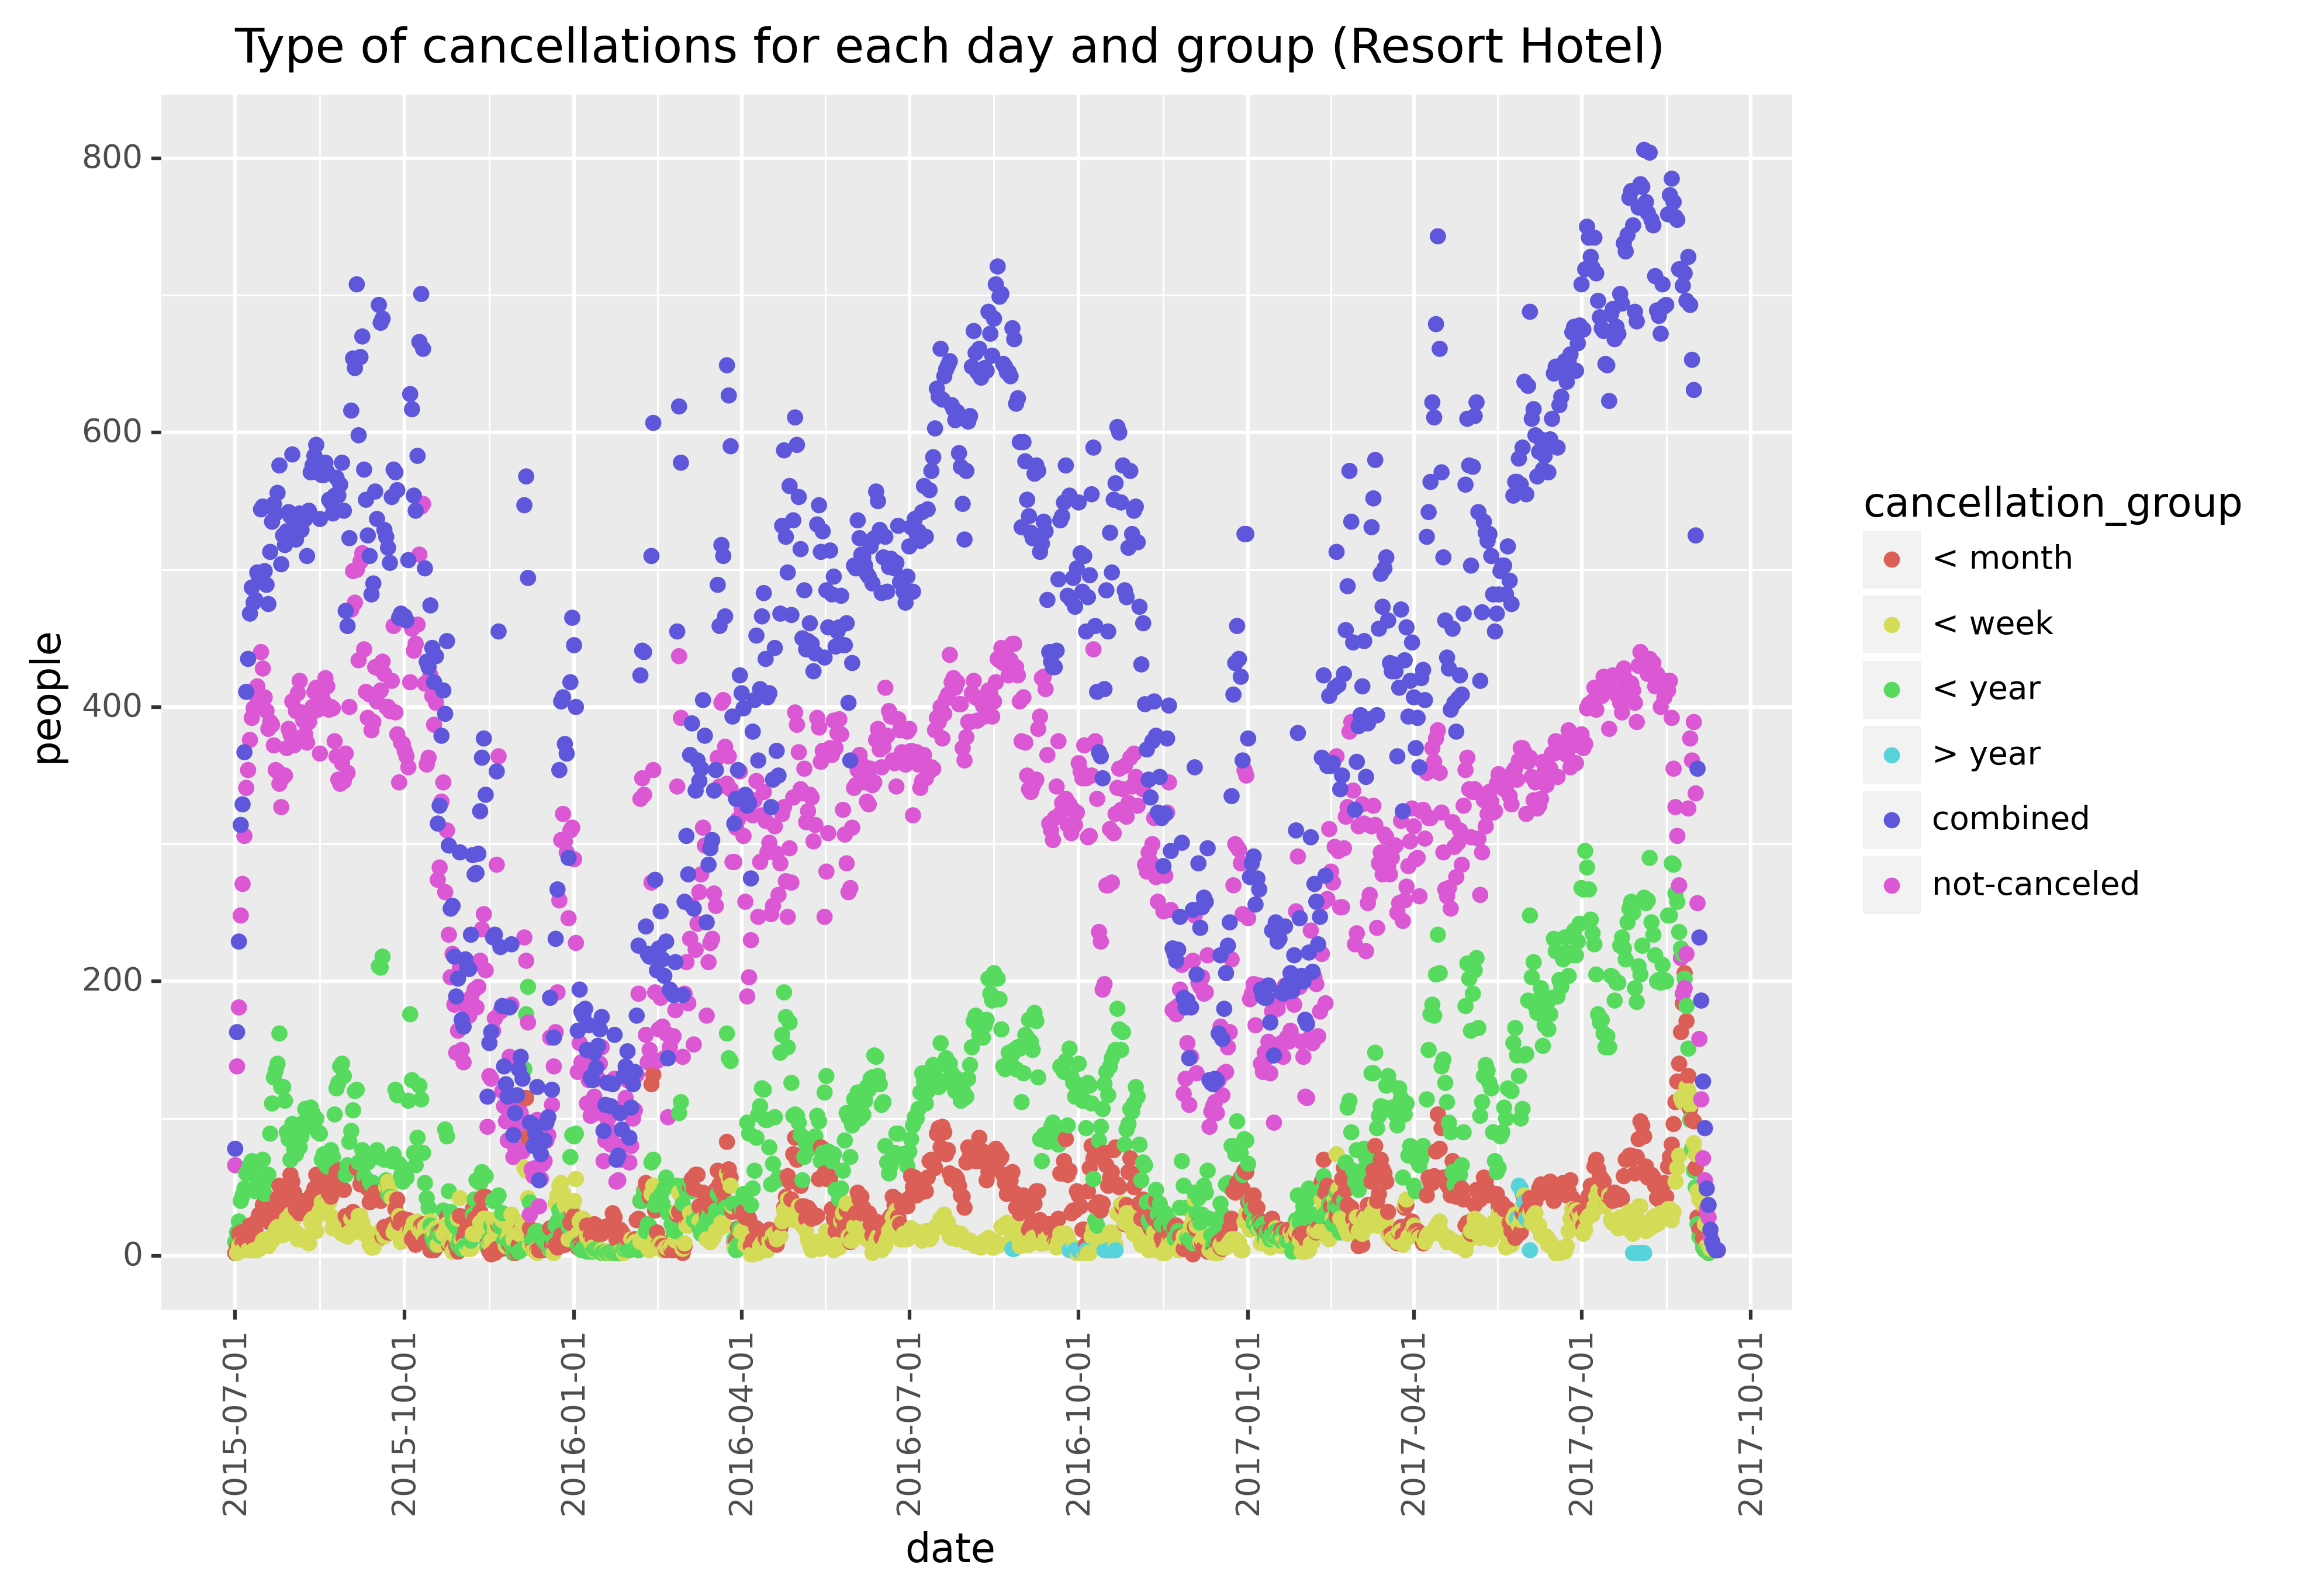 Type of cancellations for each day and group (Resort Hotel)
800
600
400
200
0
people
2015-07-01
2015-10-01
2016-01-01
2016-04-01
2016-07-01
2016-10-01
2017-01-01
2017-04-01
2017-07-01
2017-10-01
date
cancellation_group
< month
< week
< year
> year
combined
not-canceled